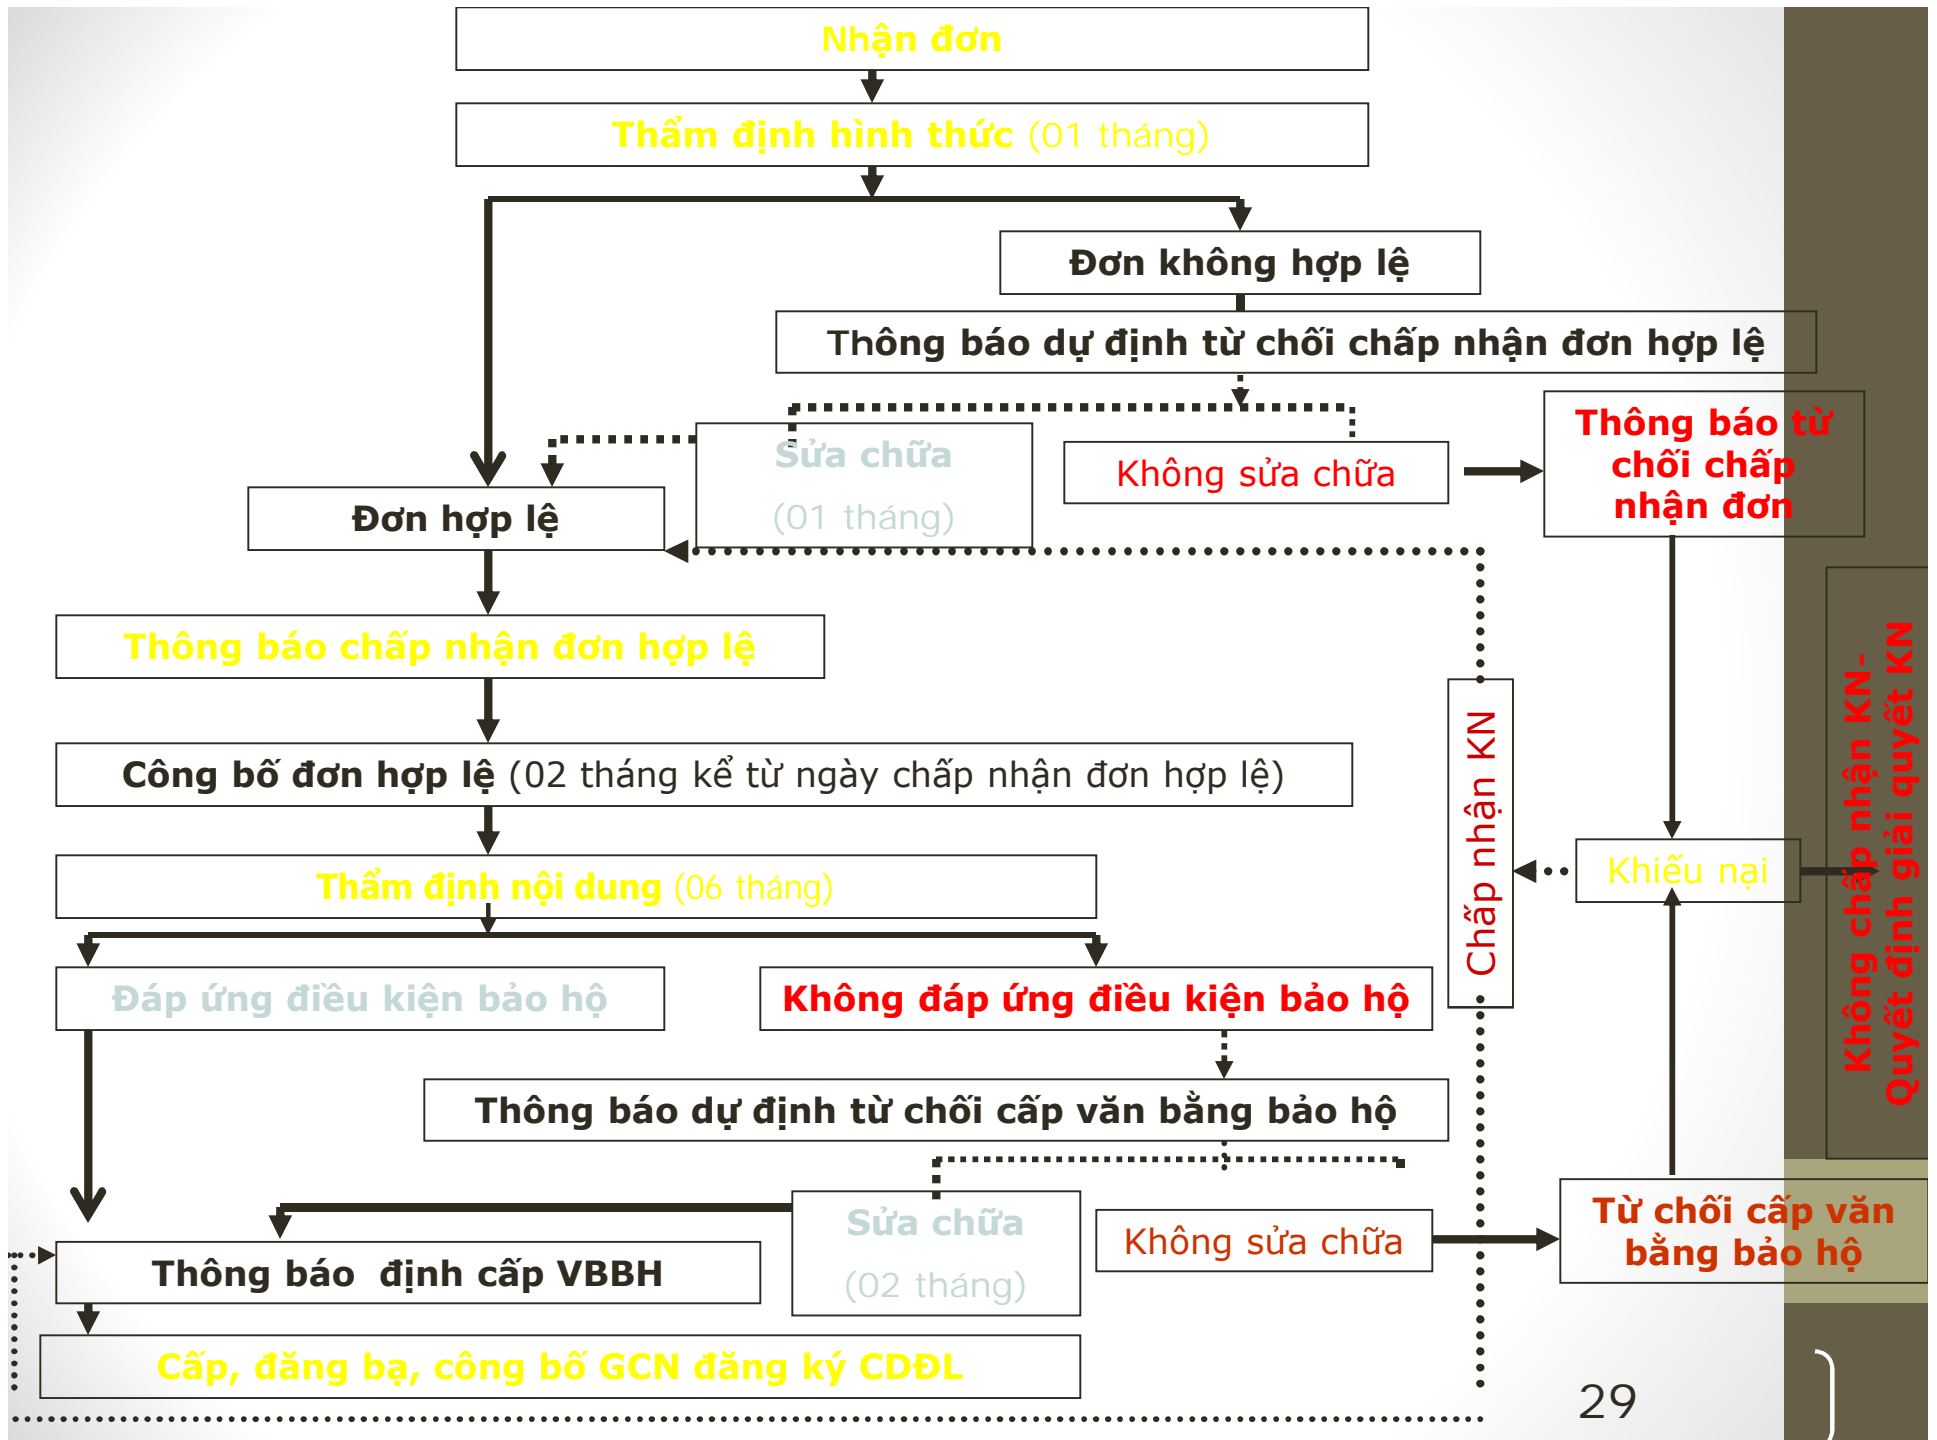 Nhận đơn
Thẩm định hình thức (01 tháng)
Đơn không hợp lệ
Thông báo dự định từ chối chấp nhận đơn hợp lệ
Thông báo từ
chối chấp
nhận đơn
Sửa chữa
(01 tháng)
Không sửa chữa
Đơn hợp lệ
Thông báo chấp nhận đơn hợp lệ
Công bố đơn hợp lệ (02 tháng kể từ ngày chấp nhận đơn hợp lệ)
Chấp nhận KN
Khiếu nại
Không chấp nhận KN-
Quyết định giải quyết KN
Thẩm định nội dung (06 tháng)
Đáp ứng điều kiện bảo hộ
Không đáp ứng điều kiện bảo hộ
Thông báo dự định từ chối cấp văn bằng bảo hộ
Sửa chữa
(02 tháng)
Không sửa chữa
Từ chối cấp văn
bằng bảo hộ
Thông báo định cấp VBBH
Cấp, đăng bạ, công bố GCN đăng ký CDĐL
29